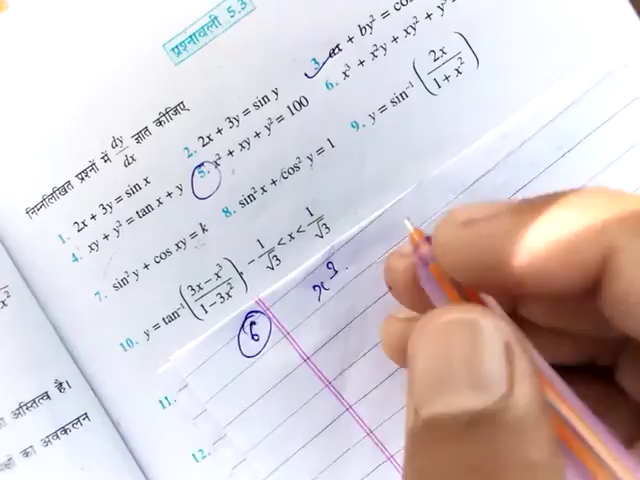 प्रश्नावली 5.3
निम्नलिखित प्रश्नों में dy/dx ज्ञात कीजिए
1. 2x + 3y = sin x
2. 2x + 3y = sin y
3. ax + by² = cos
4. xy + y² = tan x + y
5. x² + xy + y² = 100
6. x³ + x²y + xy² + y³
7. sin² y + cos xy = k
8. sin² x + cos² y = 1
9. y = sin⁻¹ (2x/(1 + x²))
10. y = tan⁻¹ ((3x − x³)/(1 − 3x²)), − 1/√3 < x < 1/√3
11.
12.
अस्तित्व है।
का अवकलन
6
x³